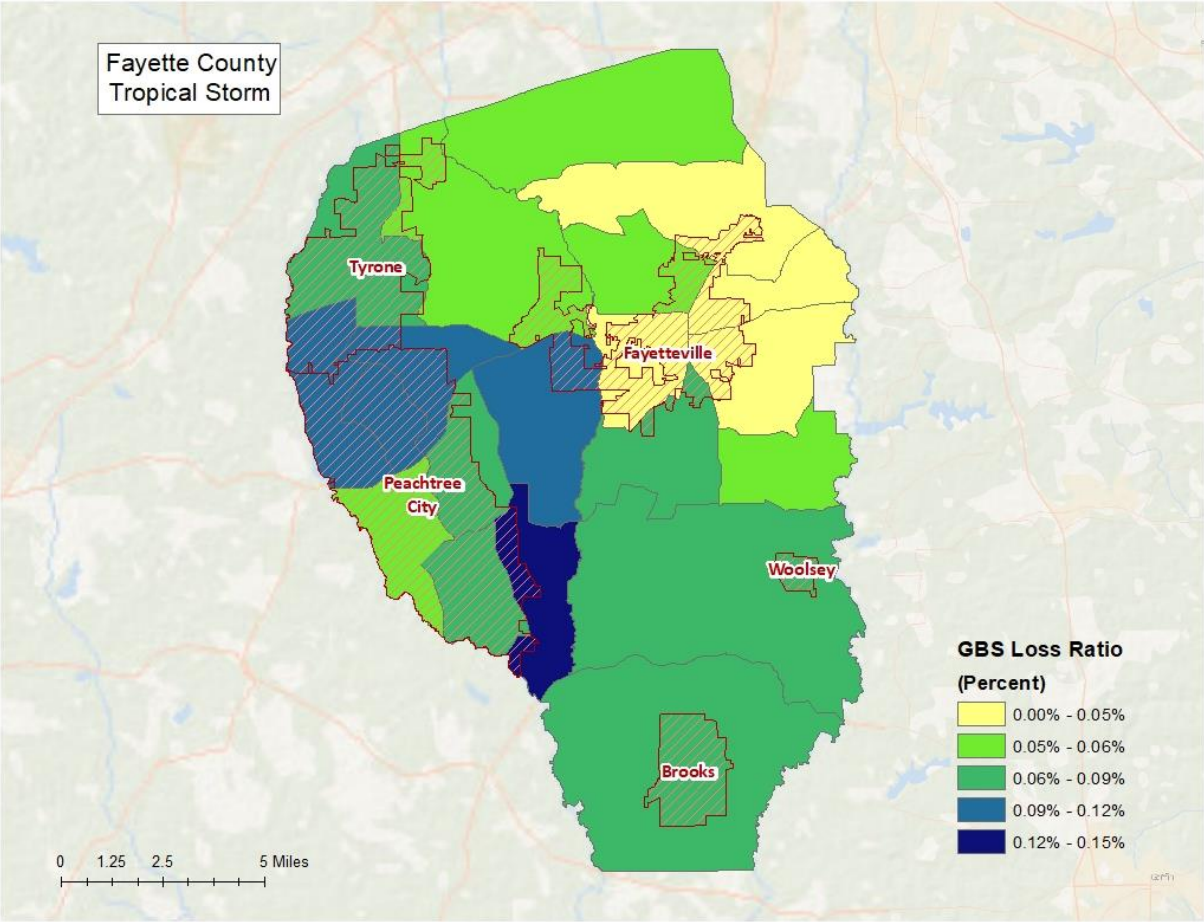 Fayette County
Tropical Storm
Tyrone
Fayetteville
Peachtree
City
Woolsey
Brooks
GBS Loss Ratio
(Percent)
0.00% - 0.05%
0.05% - 0.06%
0.06% - 0.09%
0.09% - 0.12%
0.12% - 0.15%
0 1.25 2.5 5 Miles